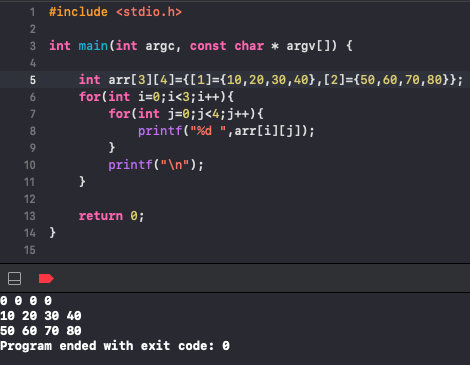 1 #include <stdio.h>
2
3 int main(int argc, const char * argv[]) {
4
5     int arr[3][4]={[1]={10,20,30,40},[2]={50,60,70,80}};
6     for(int i=0;i<3;i++){
7         for(int j=0;j<4;j++){
8             printf("%d ",arr[i][j]);
9         }
10         printf("\n");
11     }
12
13     return 0;
14 }
15
0 0 0 0
10 20 30 40
50 60 70 80
Program ended with exit code: 0